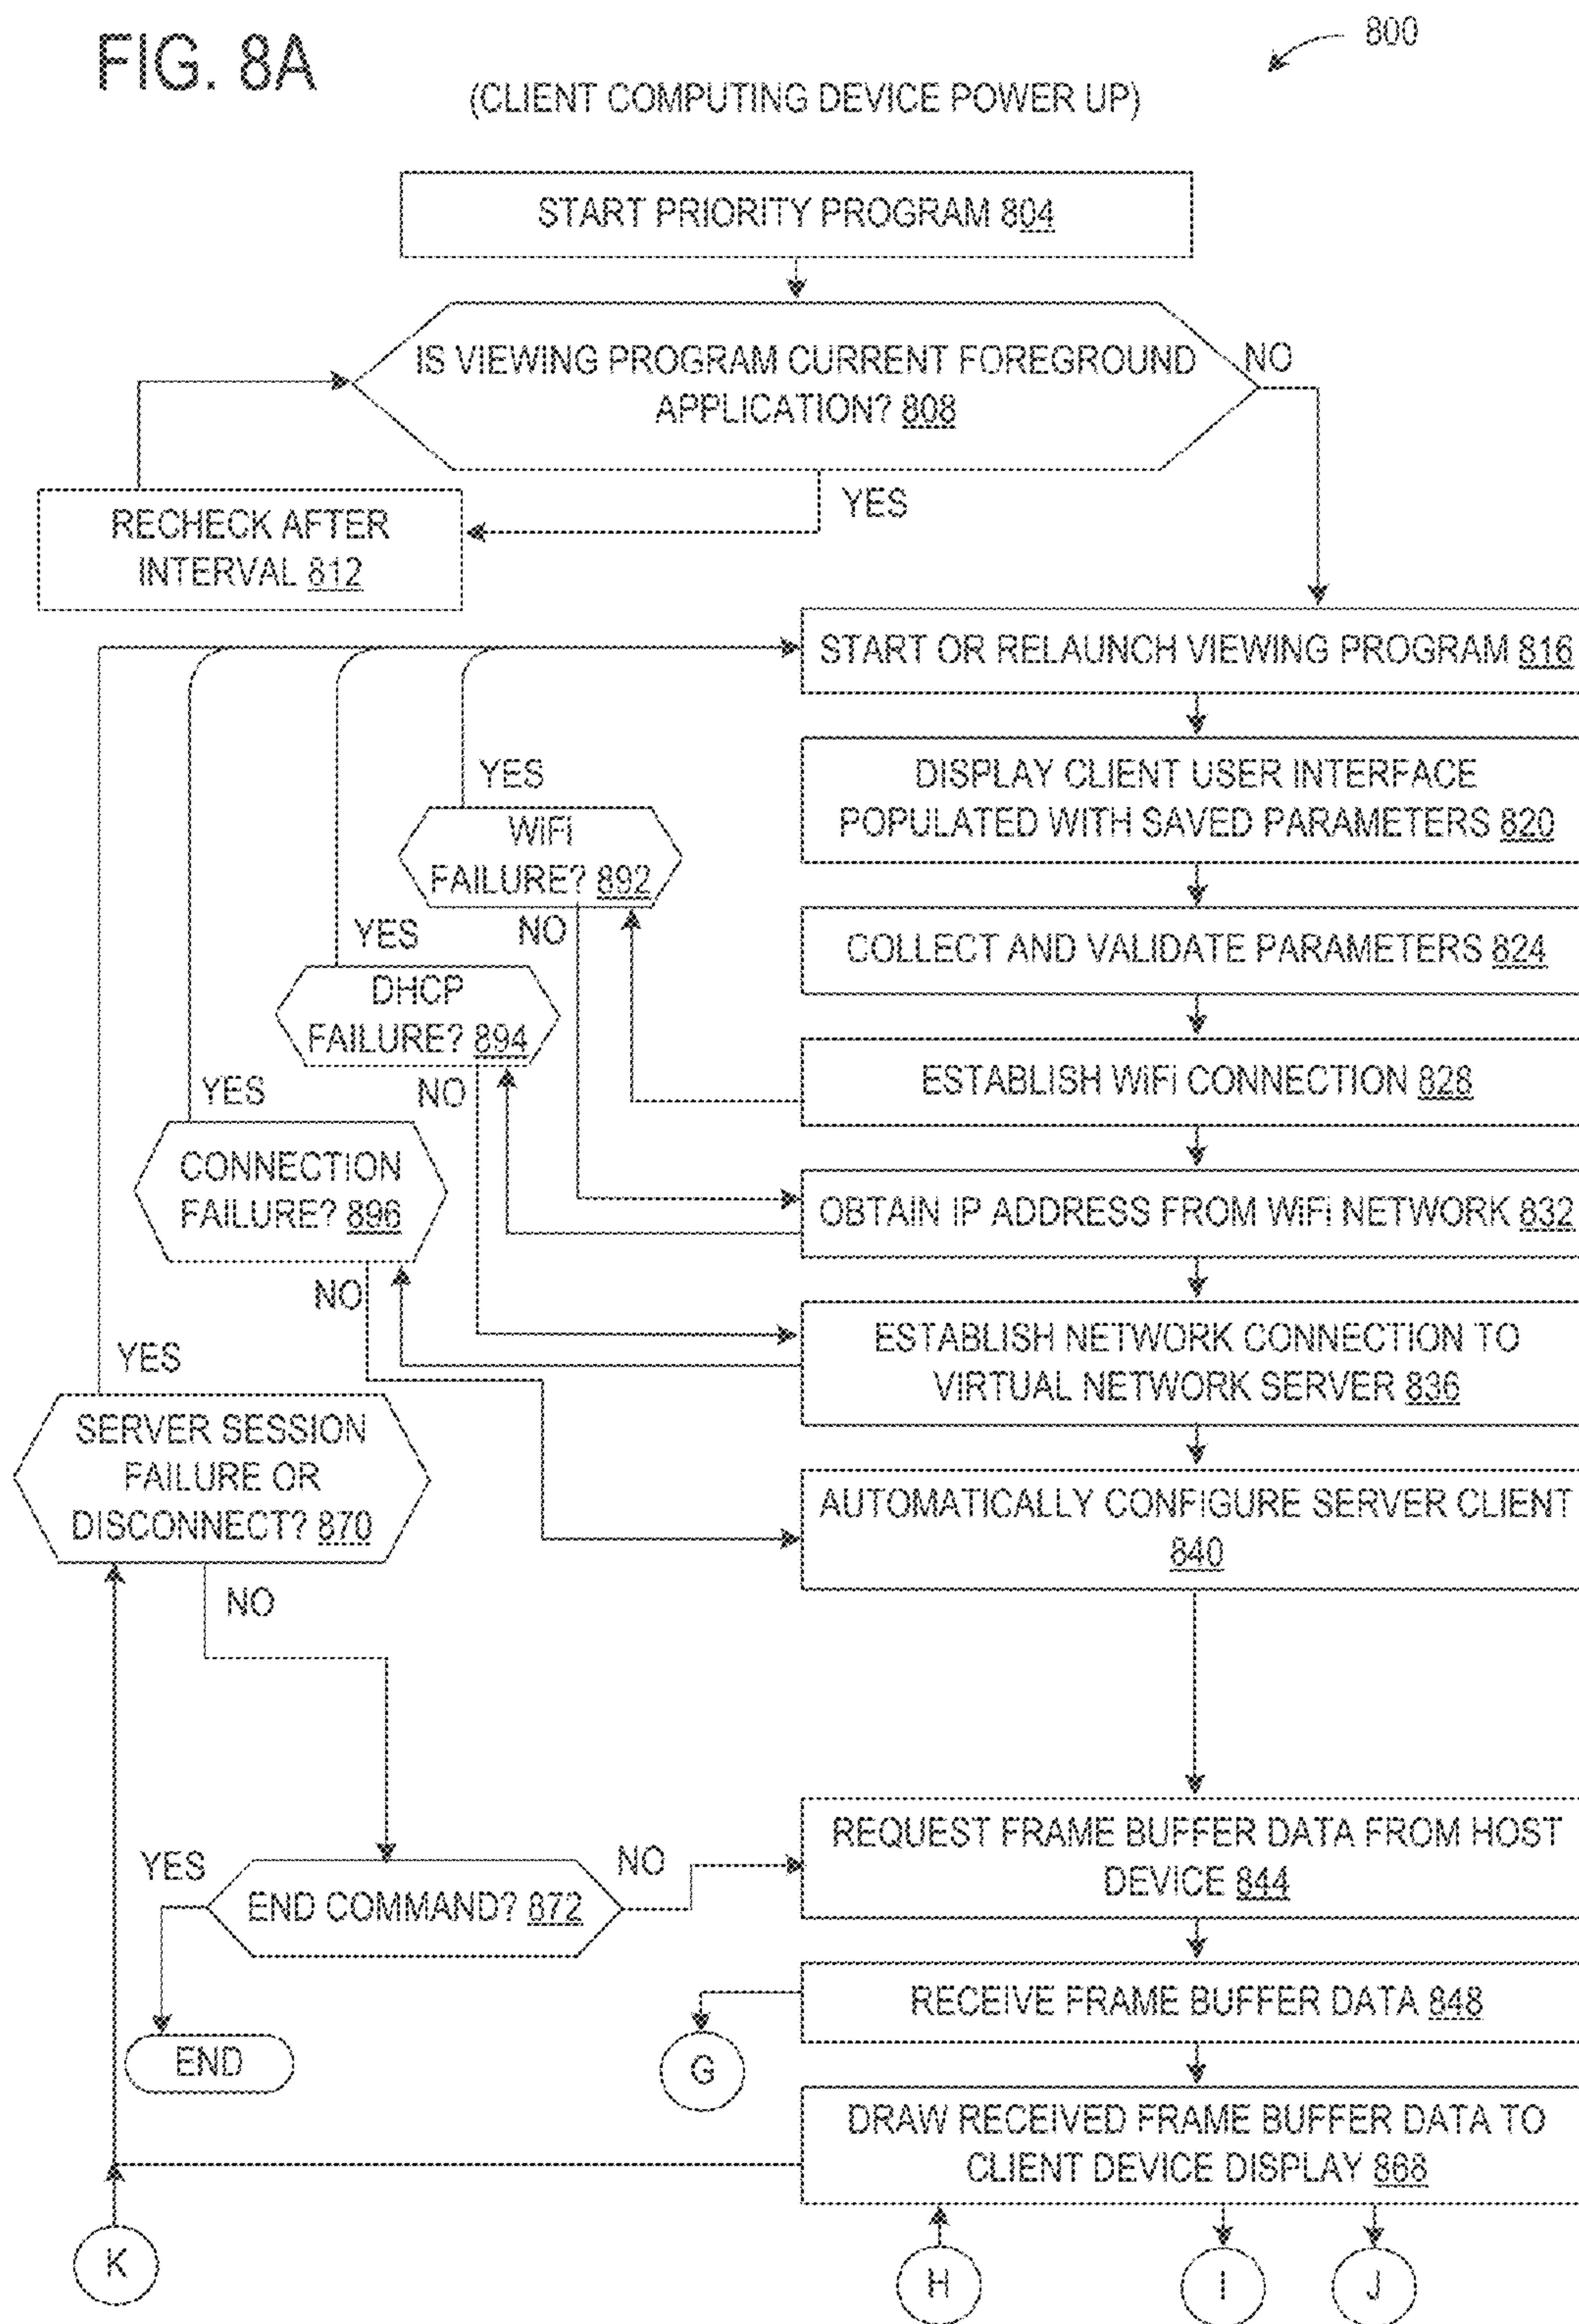 FIG. 8A
800
(CLIENT COMPUTING DEVICE POWER UP)
START PRIORITY PROGRAM 804
IS VIEWING PROGRAM CURRENT FOREGROUND
APPLICATION? 808
NO
YES
RECHECK AFTER
INTERVAL 812
START OR RELAUNCH VIEWING PROGRAM 816
DISPLAY CLIENT USER INTERFACE
POPULATED WITH SAVED PARAMETERS 820
YES
WiFi
FAILURE? 892
NO
COLLECT AND VALIDATE PARAMETERS 824
YES
DHCP
FAILURE? 894
NO
ESTABLISH WiFi CONNECTION 828
YES
CONNECTION
FAILURE? 896
NO
OBTAIN IP ADDRESS FROM WiFi NETWORK 832
ESTABLISH NETWORK CONNECTION TO
VIRTUAL NETWORK SERVER 836
YES
SERVER SESSION
FAILURE OR
DISCONNECT? 870
NO
AUTOMATICALLY CONFIGURE SERVER CLIENT
840
REQUEST FRAME BUFFER DATA FROM HOST
DEVICE 844
YES
END COMMAND? 872
NO
RECEIVE FRAME BUFFER DATA 848
END
G
DRAW RECEIVED FRAME BUFFER DATA TO
CLIENT DEVICE DISPLAY 868
K
H
I
J